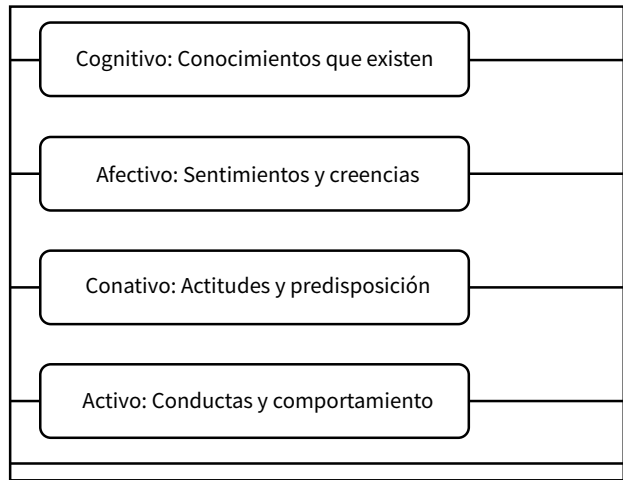 Cognitivo: Conocimientos que existen
Afectivo: Sentimientos y creencias
Conativo: Actitudes y predisposición
Activo: Conductas y comportamiento